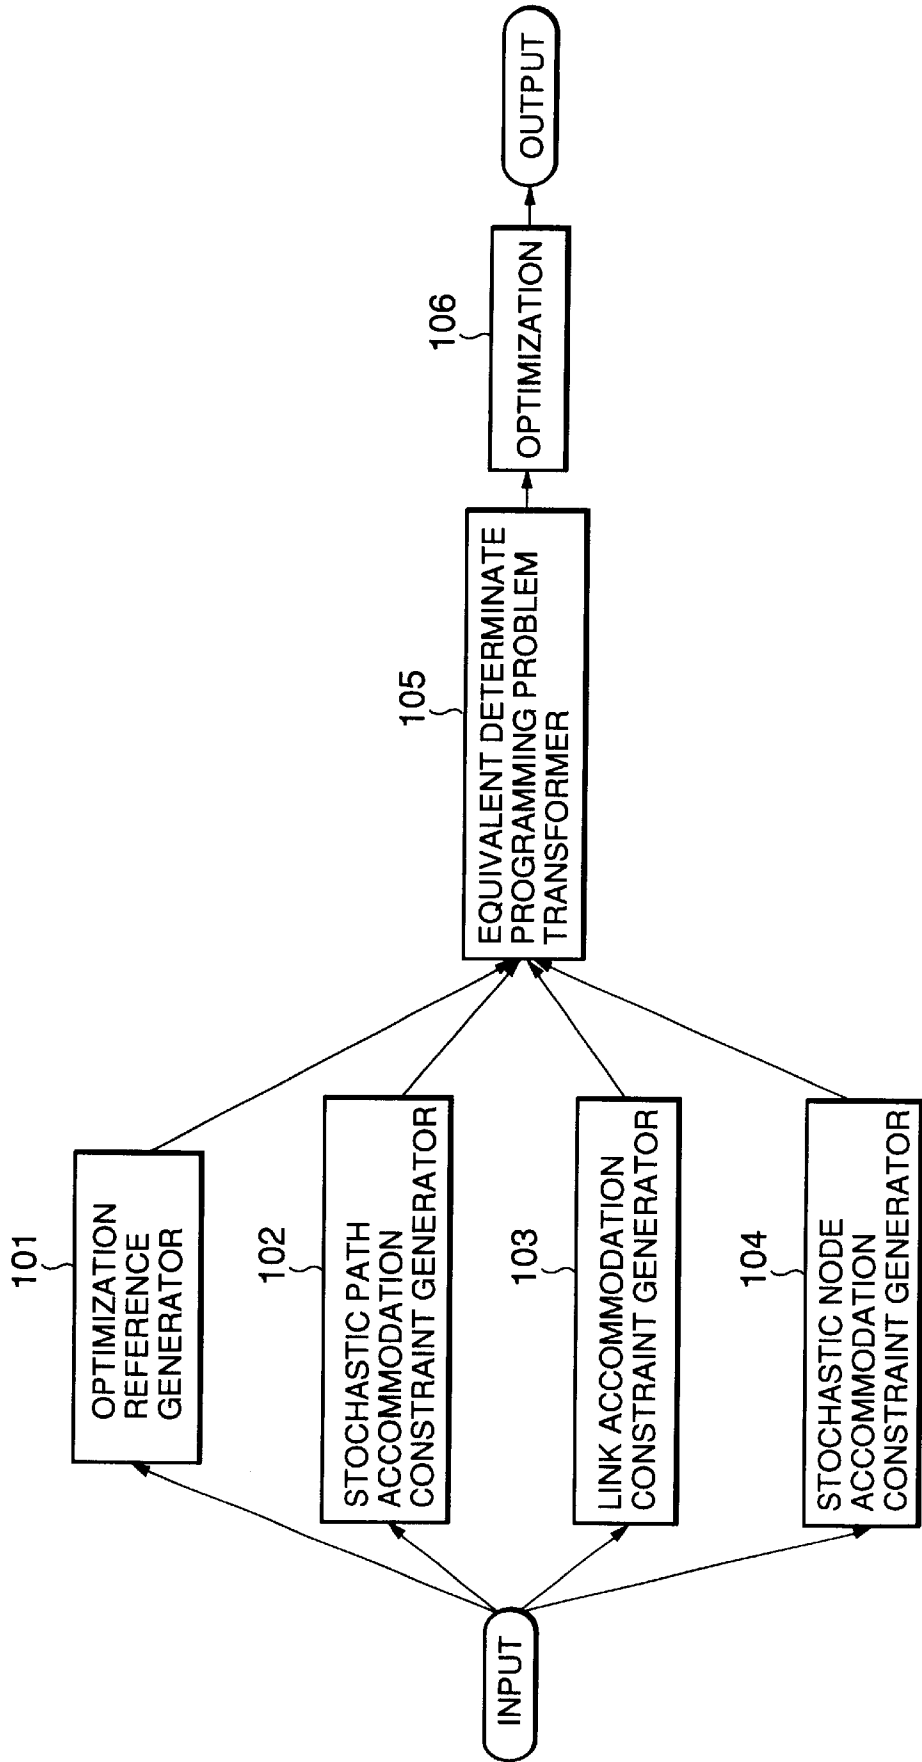 INPUT
101
OPTIMIZATION
REFERENCE
GENERATOR
102
STOCHASTIC PATH
ACCOMMODATION
CONSTRAINT GENERATOR
103
LINK ACCOMMODATION
CONSTRAINT GENERATOR
104
STOCHASTIC NODE
ACCOMMODATION
CONSTRAINT GENERATOR
105
EQUIVALENT DETERMINATE
PROGRAMMING PROBLEM
TRANSFORMER
106
OPTIMIZATION
OUTPUT